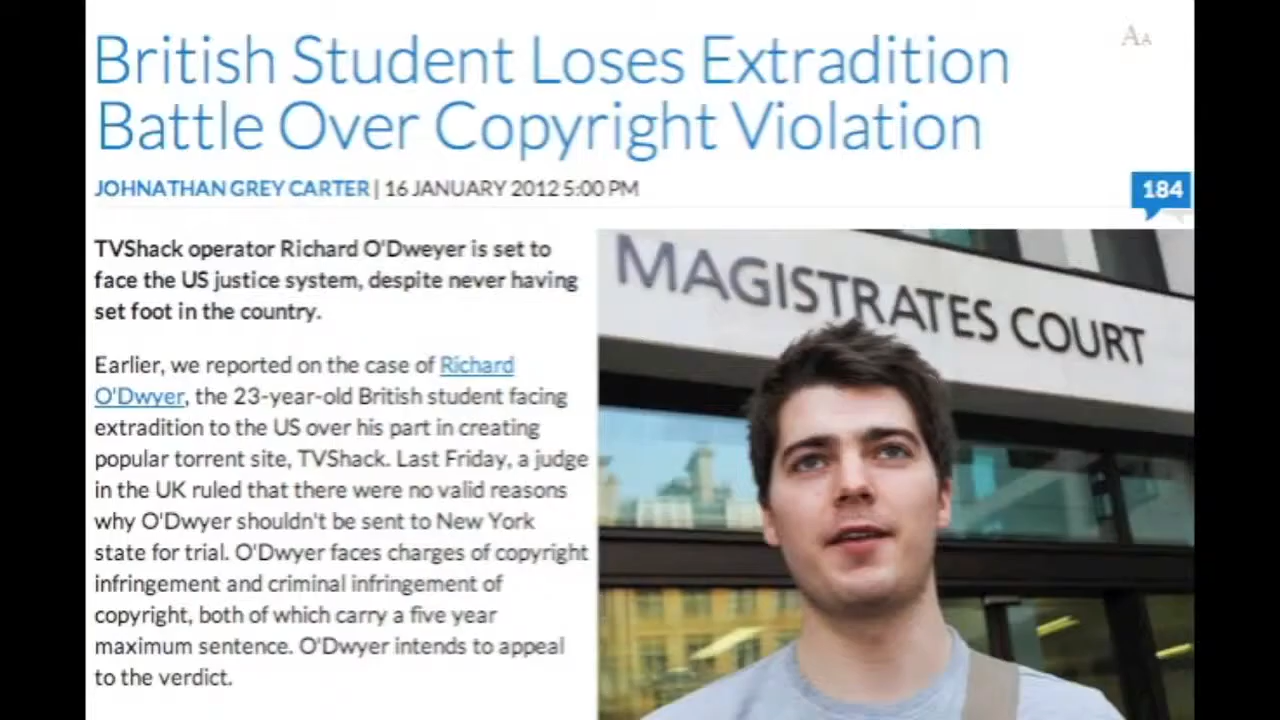 British Student Loses Extradition
Battle Over Copyright Violation
AA
JOHNATHAN GREY CARTER | 16 JANUARY 2012 5:00 PM
184
TVShack operator Richard O'Dweyer is set to
face the US justice system, despite never having
set foot in the country.
Earlier, we reported on the case of Richard
O'Dwyer, the 23-year-old British student facing
extradition to the US over his part in creating
popular torrent site, TVShack. Last Friday, a judge
in the UK ruled that there were no valid reasons
why O'Dwyer shouldn't be sent to New York
state for trial. O'Dwyer faces charges of copyright
infringement and criminal infringement of
copyright, both of which carry a five year
maximum sentence. O'Dwyer intends to appeal
to the verdict.
MAGISTRATES COURT